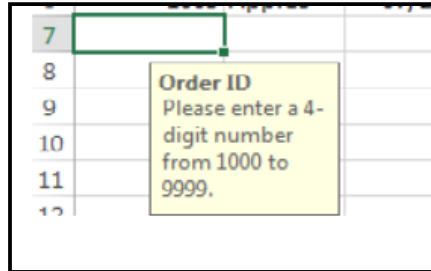 7
8
Order ID
9
Please enter a 4-
digit number
10
from 1000 to
11
9999.